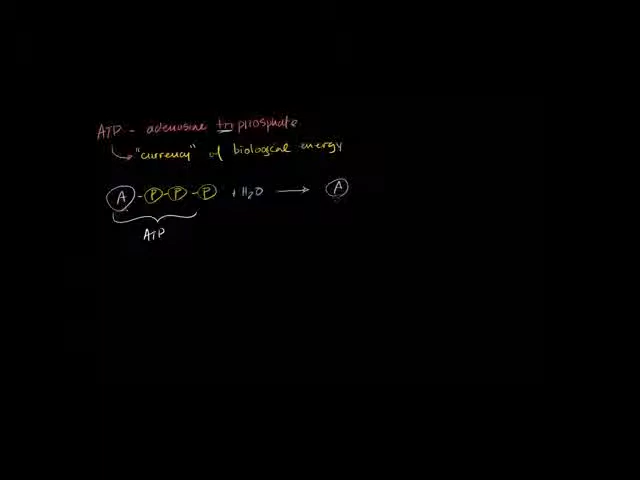 ATP - adenosine triphosphate
"currency" of biological energy
A - P - P - P + H₂O → A
ATP